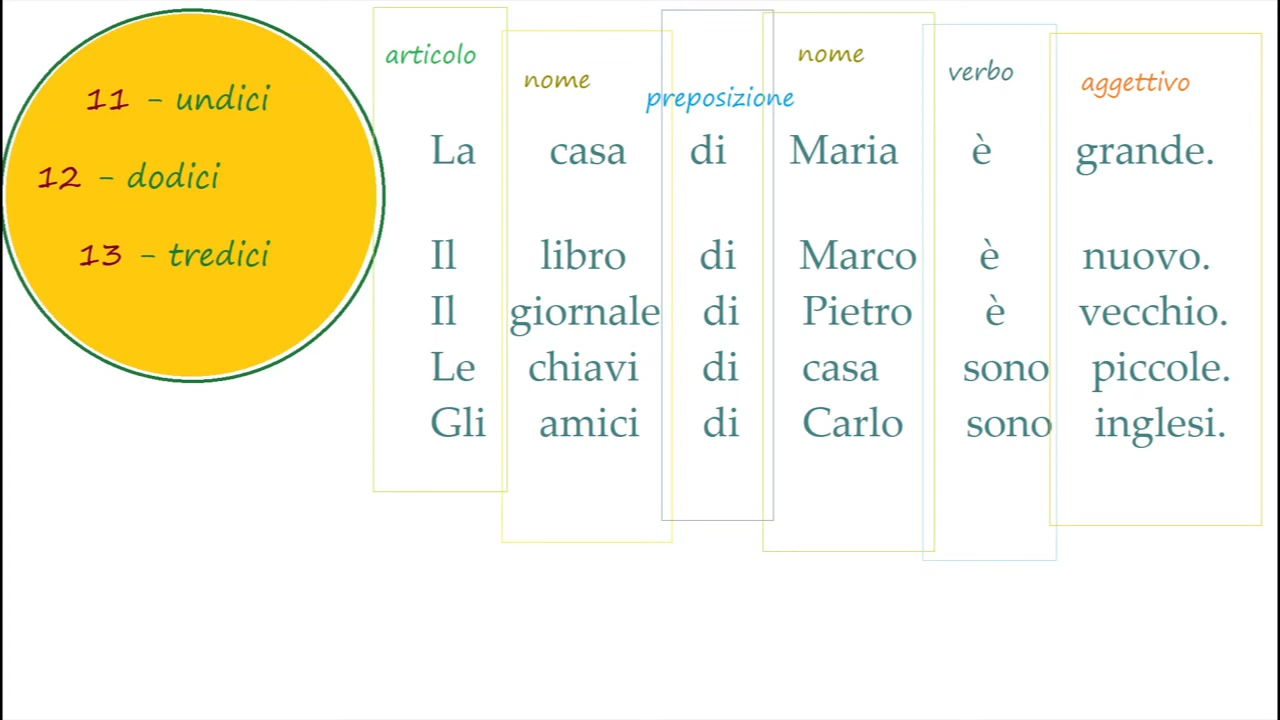 11 - undici
12 - dodici
13 - tredici
articolo nome preposizione nome verbo aggettivo
La casa di Maria è grande.
Il libro di Marco è nuovo.
Il giornale di Pietro è vecchio.
Le chiavi di casa sono piccole.
Gli amici di Carlo sono inglesi.